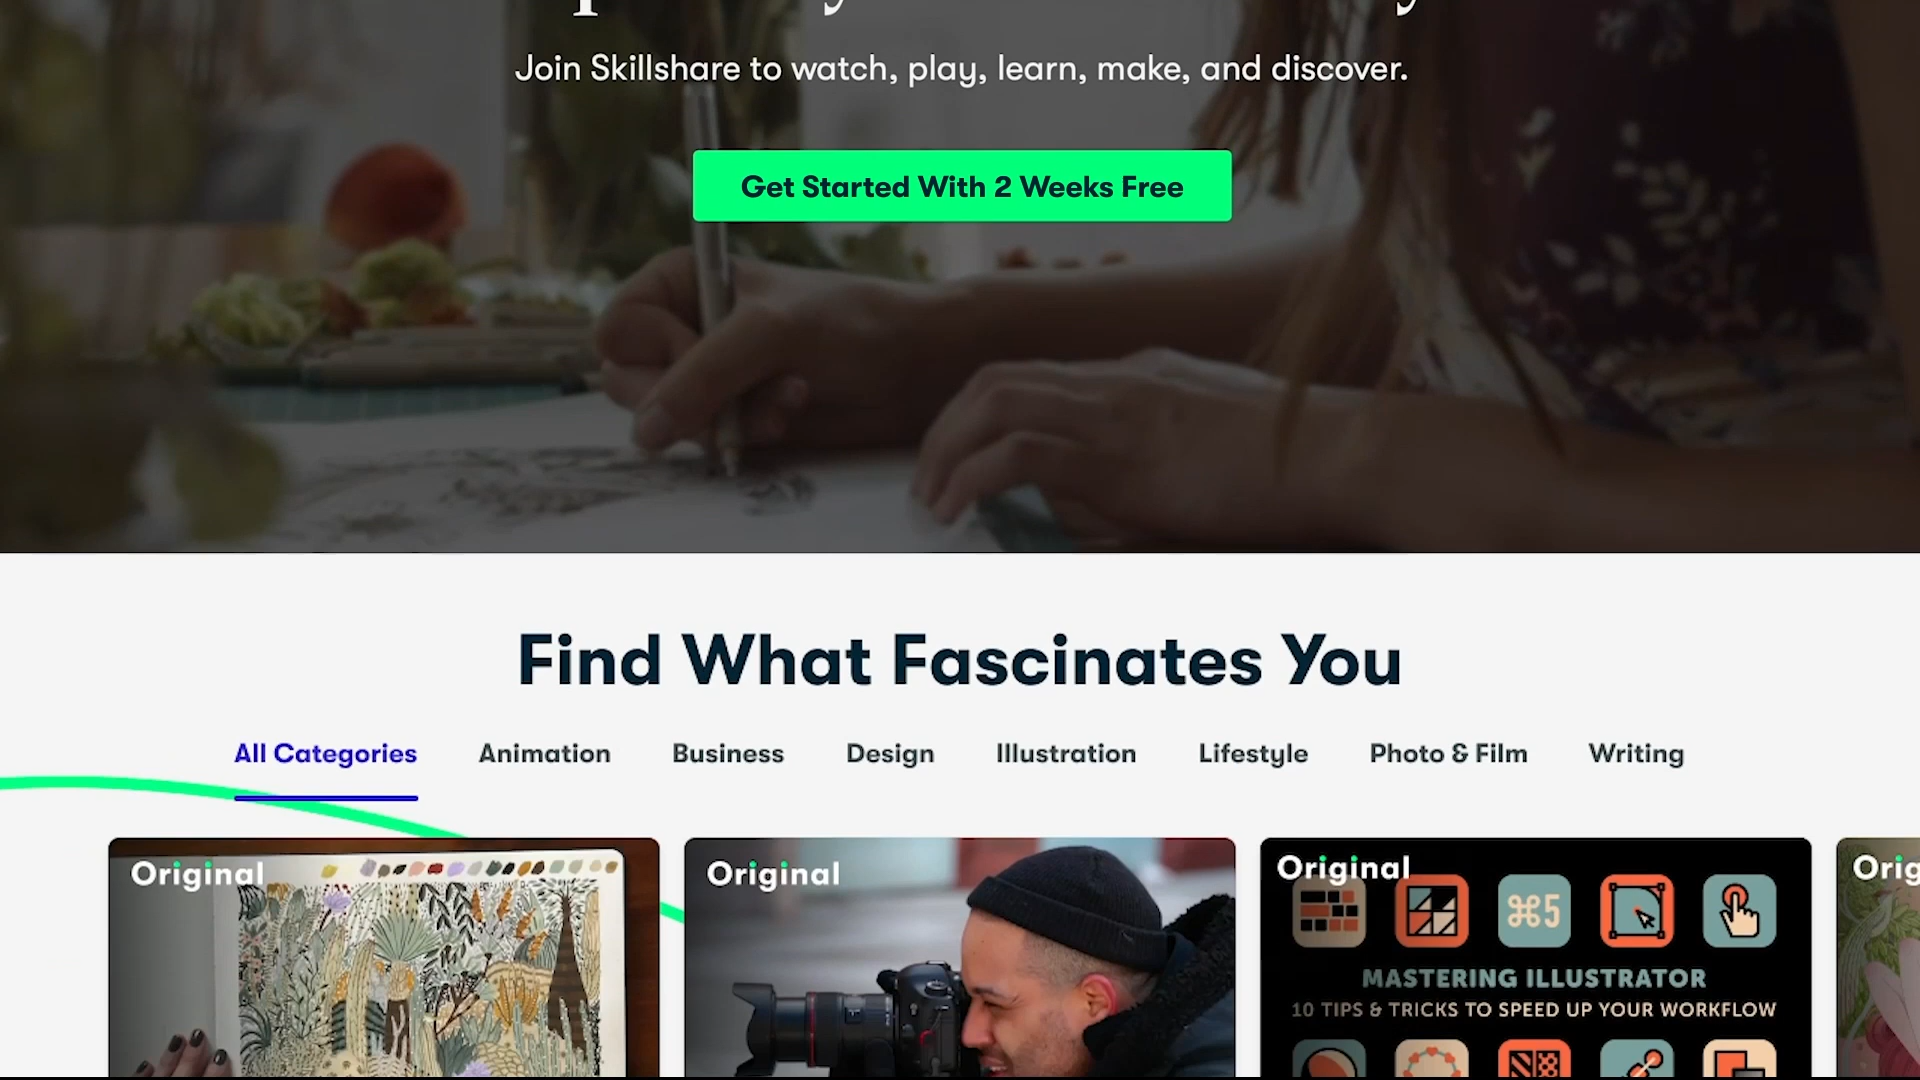 Join Skillshare to watch, play, learn, make, and discover.
Get Started With 2 Weeks Free
Find What Fascinates You
All Categories Animation Business Design Illustration Lifestyle Photo & Film Writing
Original Original Original
⌘5
MASTERING ILLUSTRATOR
10 TIPS & TRICKS TO SPEED UP YOUR WORKFLOW